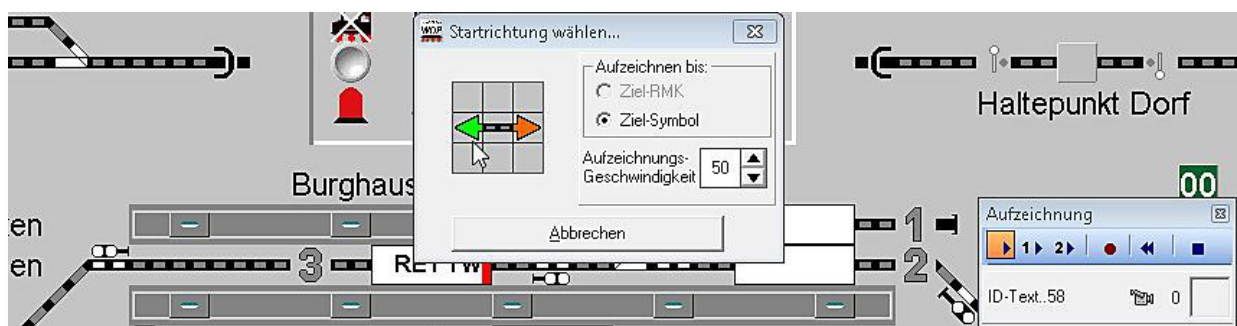 Startrichtung wählen...
Aufzeichnen bis:
Ziel-RMK
Ziel-Symbol
Aufzeichnungs-
Geschwindigkeit 50
Abbrechen
Haltepunkt Dorf
Burghaus
00
en
1
Aufzeichnung
1 2
en
3
2
ID-Text..58 0